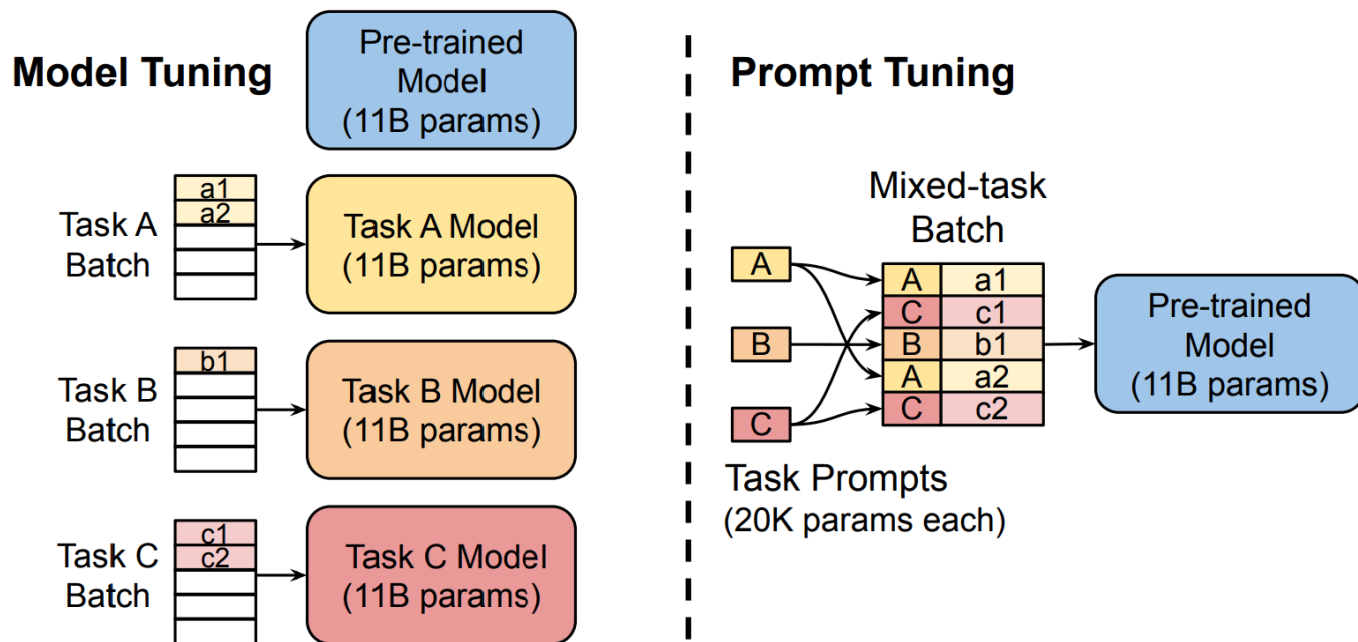 Model Tuning
Pre-trained
Model
(11B params)
Task A
Batch
a1
a2
Task A Model
(11B params)
Task B
Batch
b1
Task B Model
(11B params)
Task C
Batch
c1
c2
Task C Model
(11B params)
Prompt Tuning
Mixed-task
Batch
A
B
C
A a1
C c1
B b1
A a2
C c2
Task Prompts
(20K params each)
Pre-trained
Model
(11B params)